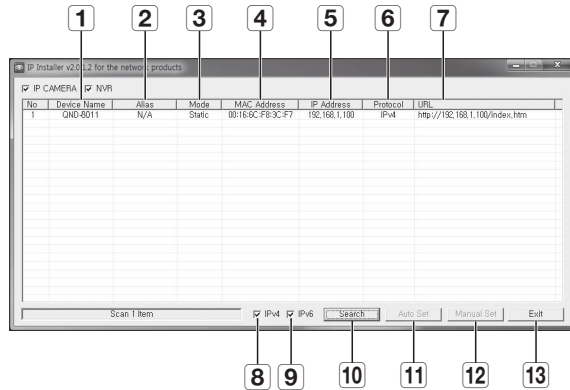 1 2 3 4 5 6 7
IP Installer v2.0.1.2 for the network products
IP CAMERA NVR
No Device Name Alias Mode MAC Address IP Address Protocol URL
1 QND-8011 N/A Static 00:16:6C:F8:3C:F7 192,168,1,100 IPv4 http://192,168,1,100/index,htm
Scan 1 Item IPv4 IPv6 Search Auto Set Manual Set Exit
8 9 10 11 12 13